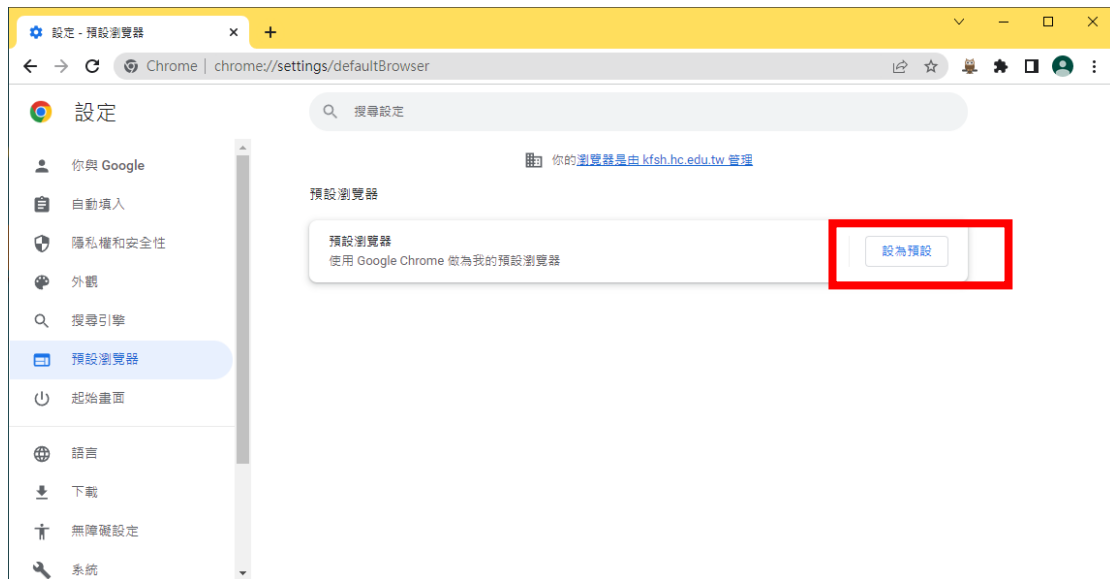 設定 - 預設瀏覽器
Chrome | chrome://settings/defaultBrowser
設定
搜尋設定
你與 Google
自動填入
隱私權和安全性
外觀
搜尋引擎
預設瀏覽器
起始畫面
語言
下載
無障礙設定
系統
你的瀏覽器是由 kfsh.hc.edu.tw 管理
預設瀏覽器
預設瀏覽器
使用 Google Chrome 做為我的預設瀏覽器
設為預設